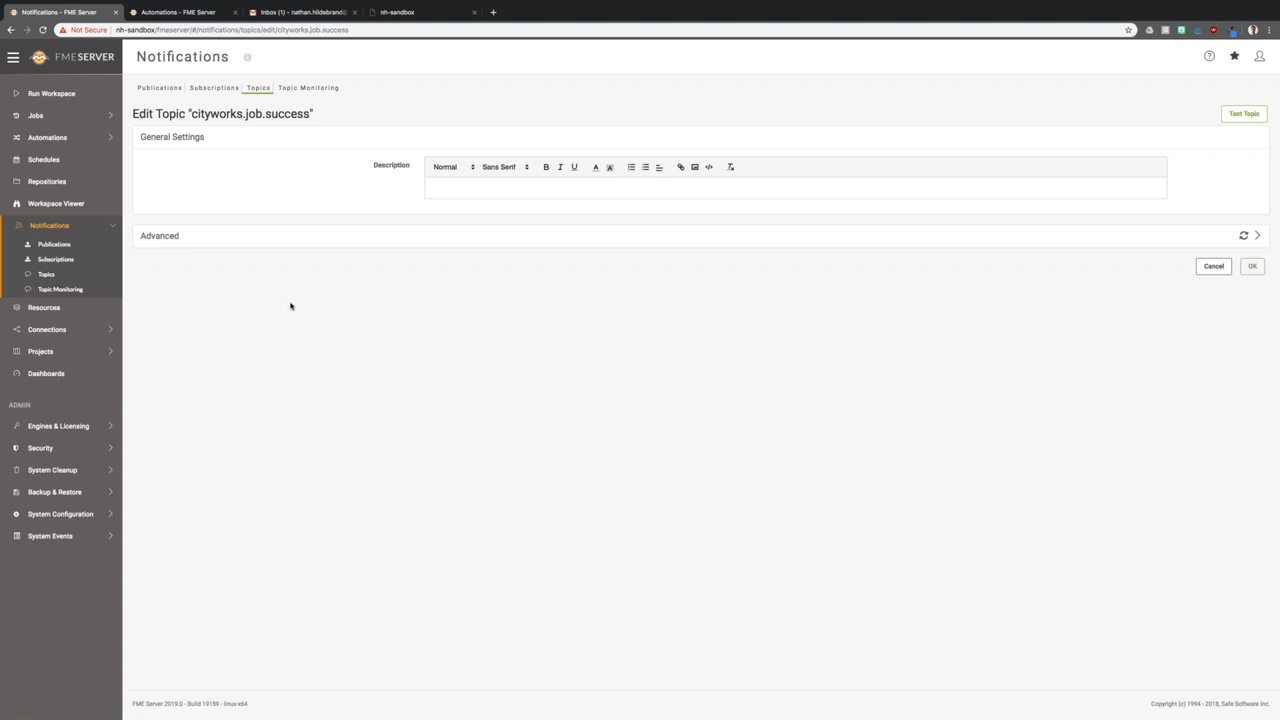 Notifications - FME Server
Automations - FME Server
Inbox (1) - nathan.hildebrand@
nh-sandbox
Not Secure nh-sandbox/fmeserver/#/notifications/topics/edit/cityworks.job.success
FMESERVER
Notifications
Run Workspace
Jobs
Automations
Schedules
Repositories
Workspace Viewer
Notifications
Publications
Subscriptions
Topics
Topic Monitoring
Resources
Connections
Projects
Dashboards
ADMIN
Engines & Licensing
Security
System Cleanup
Backup & Restore
System Configuration
System Events
Publications Subscriptions Topics Topic Monitoring
Edit Topic "cityworks.job.success"
Test Topic
General Settings
Description
Normal Sans Serif B I U A A
Advanced
Cancel OK
FME Server 2019.0 - Build 19159 - linux-x64
Copyright (c) 1994 - 2018, Safe Software Inc.